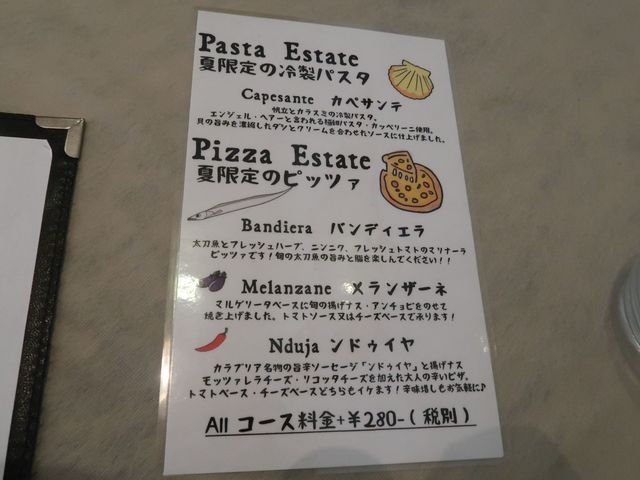 Pasta Estate
夏限定の冷製パスタ
Capesante カペサンテ
帆立とカラスミの冷製パスタ。
エンジェル・ヘアーと言われる極細パスタ・カッペリーニ使用。
貝の旨みを凝縮したダシとクリームを合わせたソースに仕上げました。
Pizza Estate
夏限定のピッツァ
Bandiera バンディエラ
太刀魚とフレッシュハーブ、ニンニク、フレッシュトマトのマリナーラ
ピッツァです!旬の太刀魚の旨みと脂を楽しんでください!!
Melanzane メランザーネ
マルゲリータベースに旬の揚げナス・アンチョビをのせて
焼き上げました。トマトソース又はチーズベースで承ります!
Nduja ンドゥイヤ
カラブリア名物の旨辛ソーセージ「ンドゥイヤ」と揚げナス
モッツァレラチーズ・リコッタチーズを加えた大人の辛いピザ。
トマトベース・チーズベースどちらもイケます!辛味増しもお気軽に♪
All コース料金+¥280-(税別)